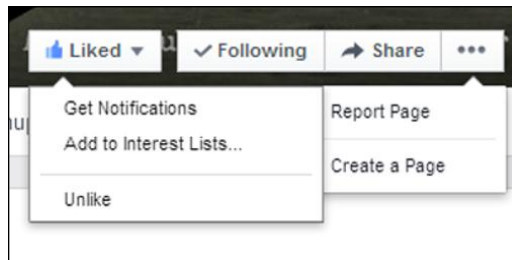 Liked Following Share
Get Notifications
Add to Interest Lists...
Unlike
Report Page
Create a Page